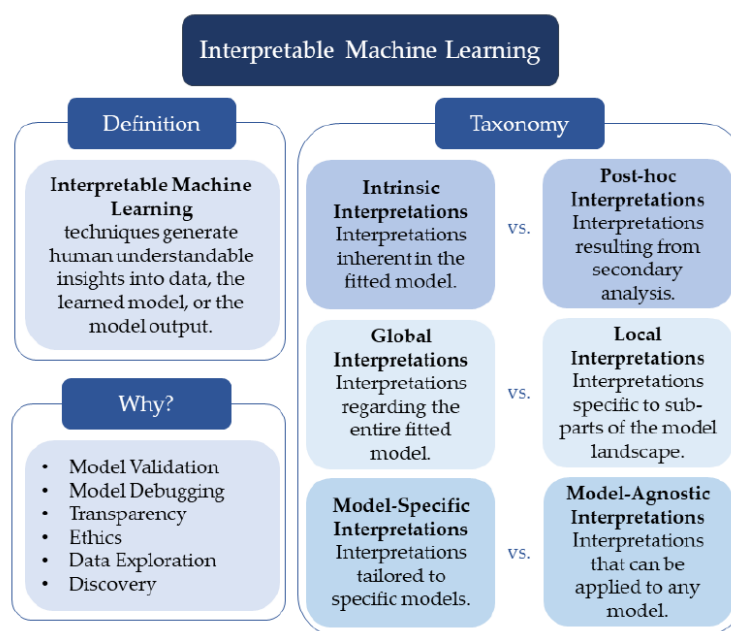 Interpretable Machine Learning
Definition
Interpretable Machine
Learning
techniques generate
human understandable
insights into data, the
learned model, or the
model output.
Why?
• Model Validation
• Model Debugging
• Transparency
• Ethics
• Data Exploration
• Discovery
Taxonomy
Intrinsic
Interpretations
Interpretations
inherent in the
fitted model.
vs.
Post-hoc
Interpretations
Interpretations
resulting from
secondary
analysis.
Global
Interpretations
Interpretations
regarding the
entire fitted
model.
vs.
Local
Interpretations
Interpretations
specific to sub-
parts of the model
landscape.
Model-Specific
Interpretations
Interpretations
tailored to
specific models.
vs.
Model-Agnostic
Interpretations
Interpretations
that can be
applied to any
model.